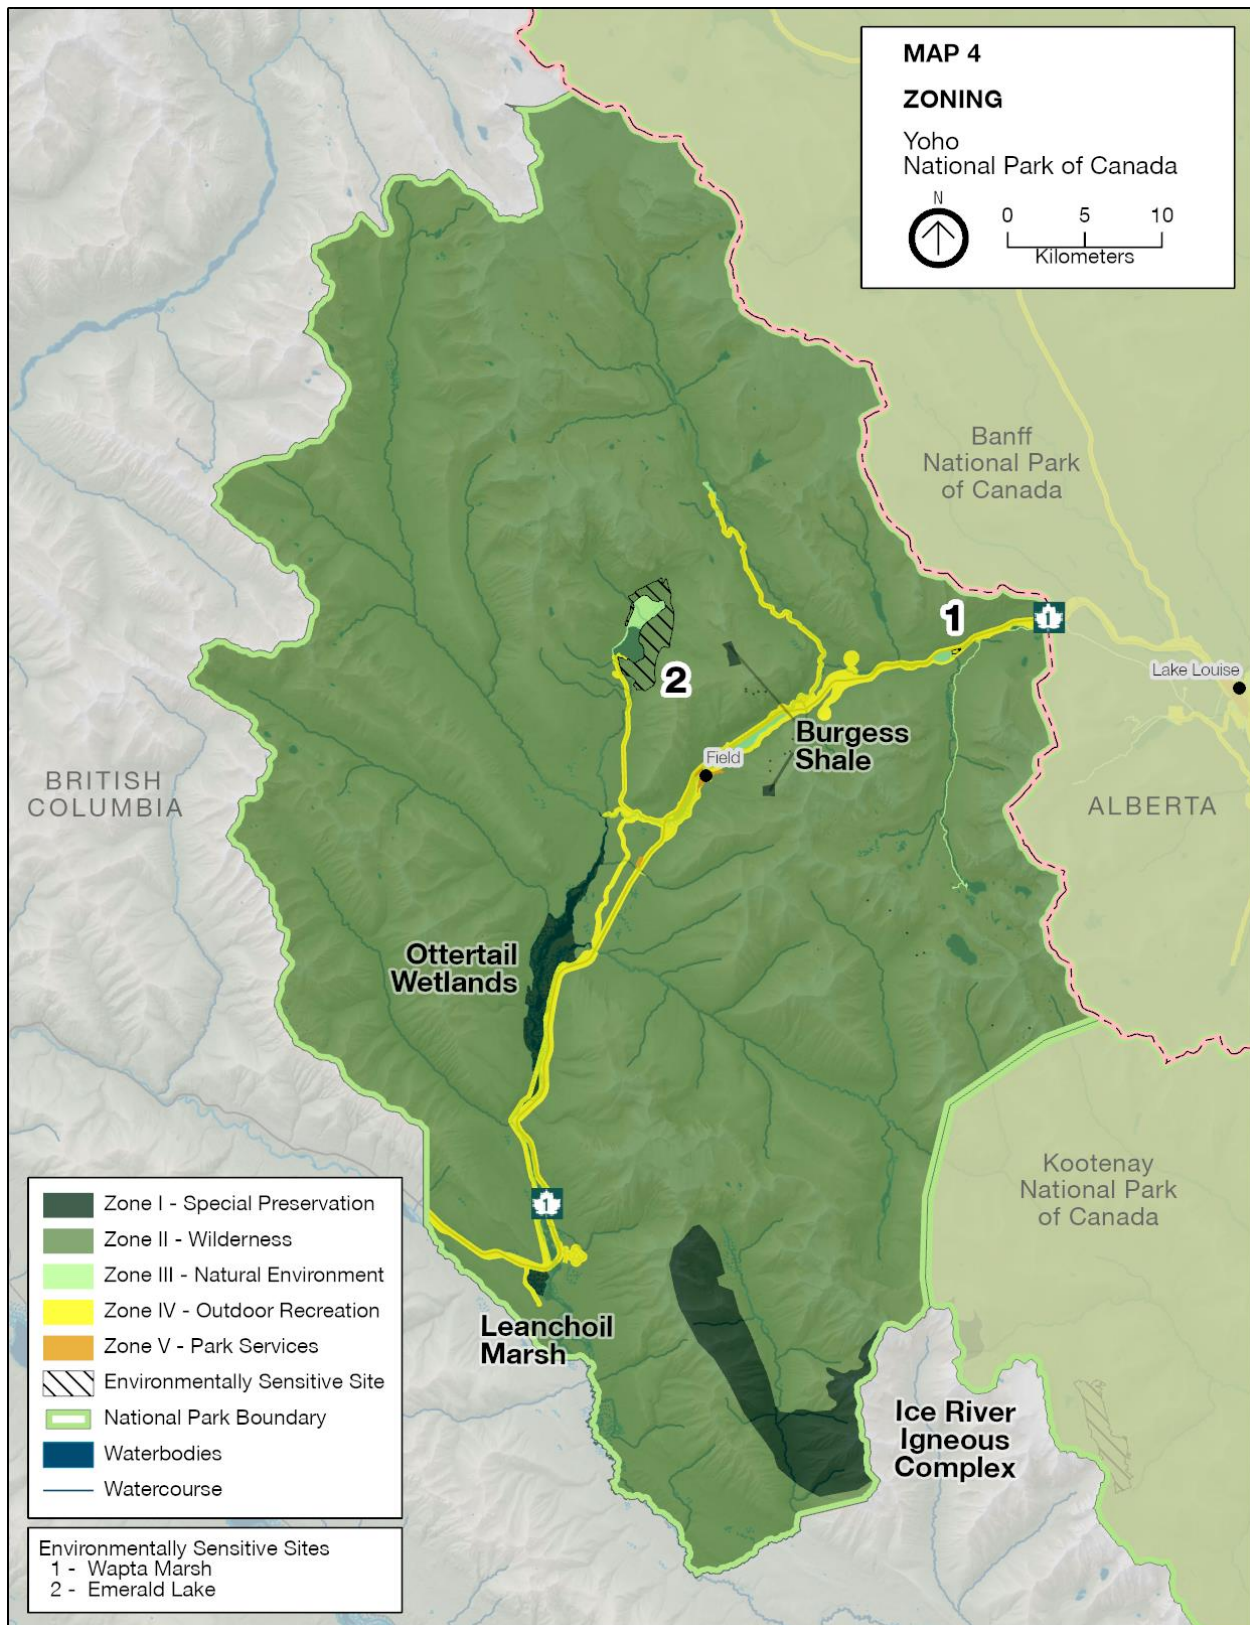 MAP 4
ZONING
Yoho
National Park of Canada
N
0 5 10
Kilometers
Banff
National Park
of Canada
1
1
Lake Louise
2
Burgess
Shale
Field
BRITISH
COLUMBIA
ALBERTA
Ottertail
Wetlands
Kootenay
National Park
of Canada
1
Leanchoil
Marsh
Ice River
Igneous
Complex
Zone I - Special Preservation
Zone II - Wilderness
Zone III - Natural Environment
Zone IV - Outdoor Recreation
Zone V - Park Services
Environmentally Sensitive Site
National Park Boundary
Waterbodies
Watercourse
Environmentally Sensitive Sites
1 - Wapta Marsh
2 - Emerald Lake